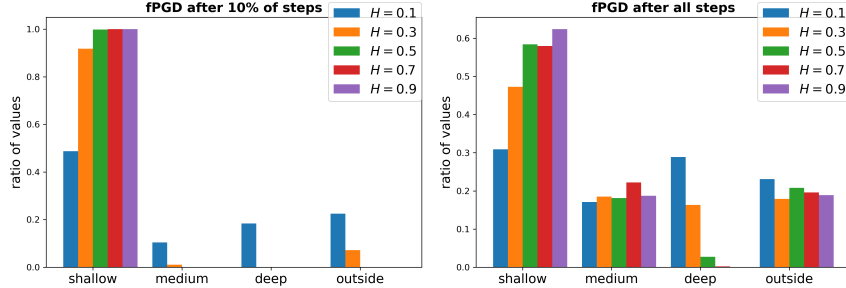 fPGD after 10% of steps
ratio of values
1.0
0.8
0.6
0.4
0.2
0.0
shallow medium deep outside
H = 0.1
H = 0.3
H = 0.5
H = 0.7
H = 0.9
fPGD after all steps
ratio of values
0.6
0.5
0.4
0.3
0.2
0.1
0.0
shallow medium deep outside
H = 0.1
H = 0.3
H = 0.5
H = 0.7
H = 0.9